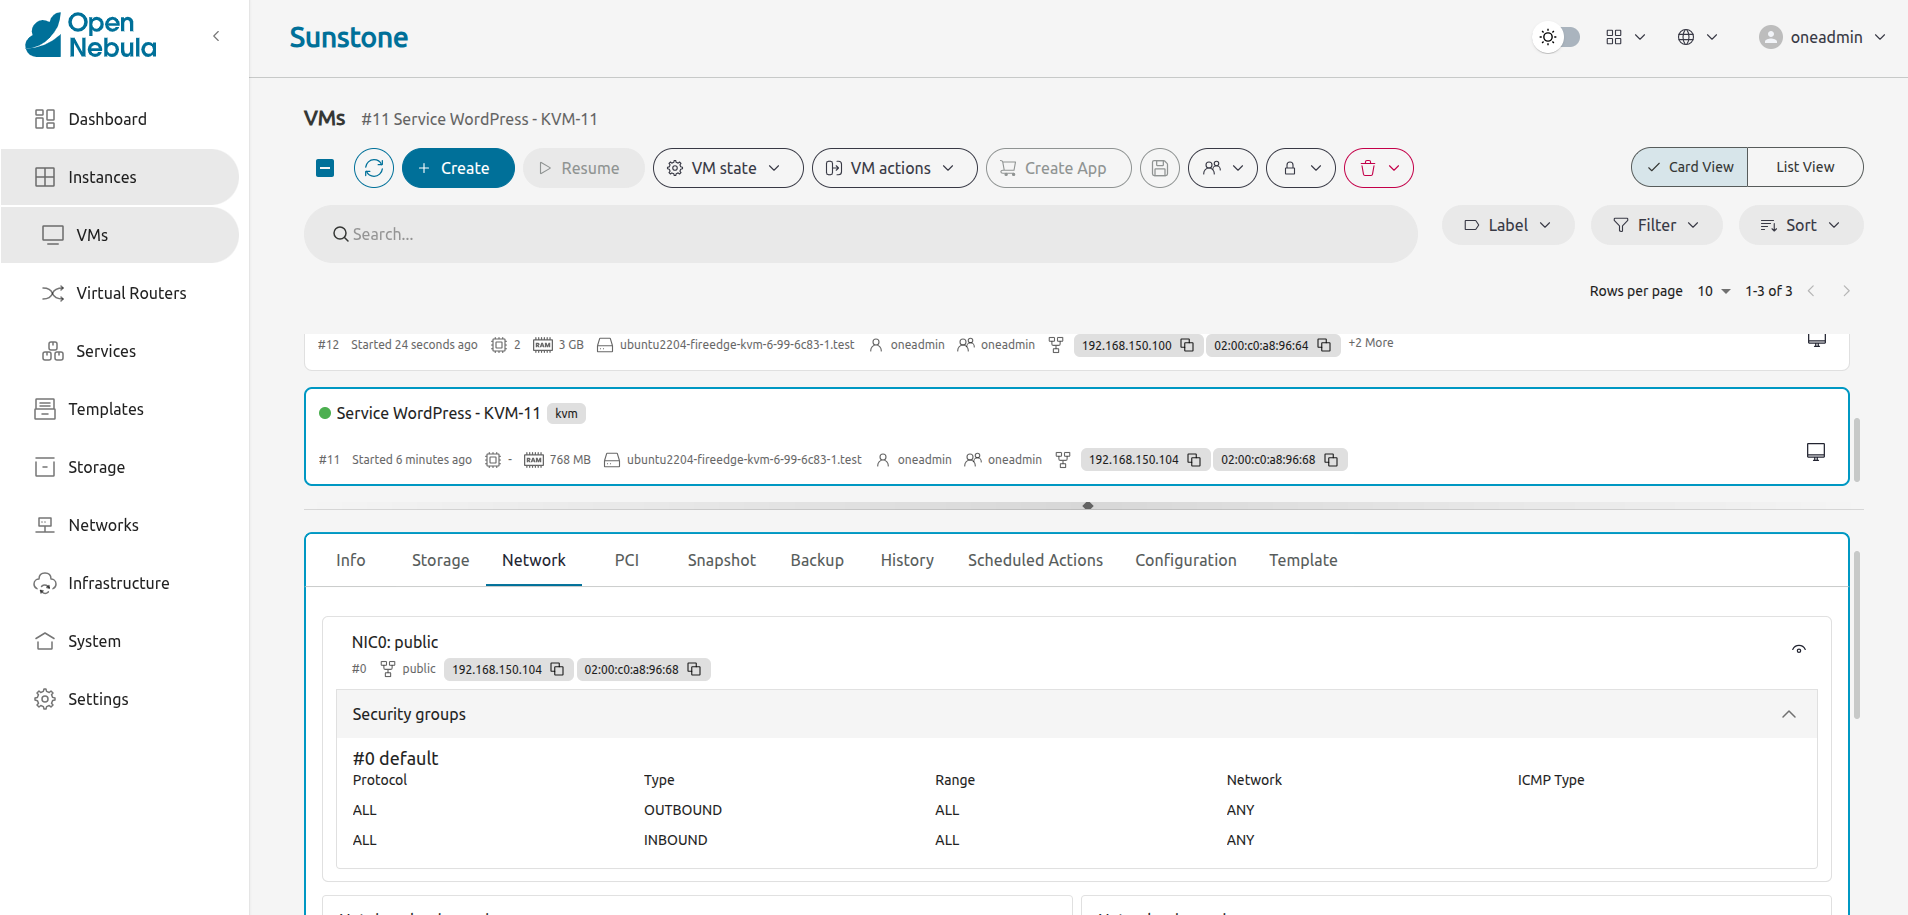 Open
Nebula
Sunstone
oneadmin
Dashboard
Instances
VMs
Virtual Routers
Services
Templates
Storage
Networks
Infrastructure
System
Settings
VMs #11 Service WordPress - KVM-11
+ Create
Resume
VM state
VM actions
Create App
Card View
List View
Search...
Label
Filter
Sort
Rows per page 10 1-3 of 3
#12 Started 24 seconds ago 2 RAM 3 GB ubuntu2204-fireedge-kvm-6-99-6c83-1.test oneadmin oneadmin 192.168.150.100 02:00:c0:a8:96:64 +2 More
Service WordPress - KVM-11 kvm
#11 Started 6 minutes ago - RAM 768 MB ubuntu2204-fireedge-kvm-6-99-6c83-1.test oneadmin oneadmin 192.168.150.104 02:00:c0:a8:96:68
Info Storage Network PCI Snapshot Backup History Scheduled Actions Configuration Template
NIC0: public
#0 public 192.168.150.104 02:00:c0:a8:96:68
Security groups
#0 default
Protocol Type Range Network ICMP Type
ALL OUTBOUND ALL ANY
ALL INBOUND ALL ANY